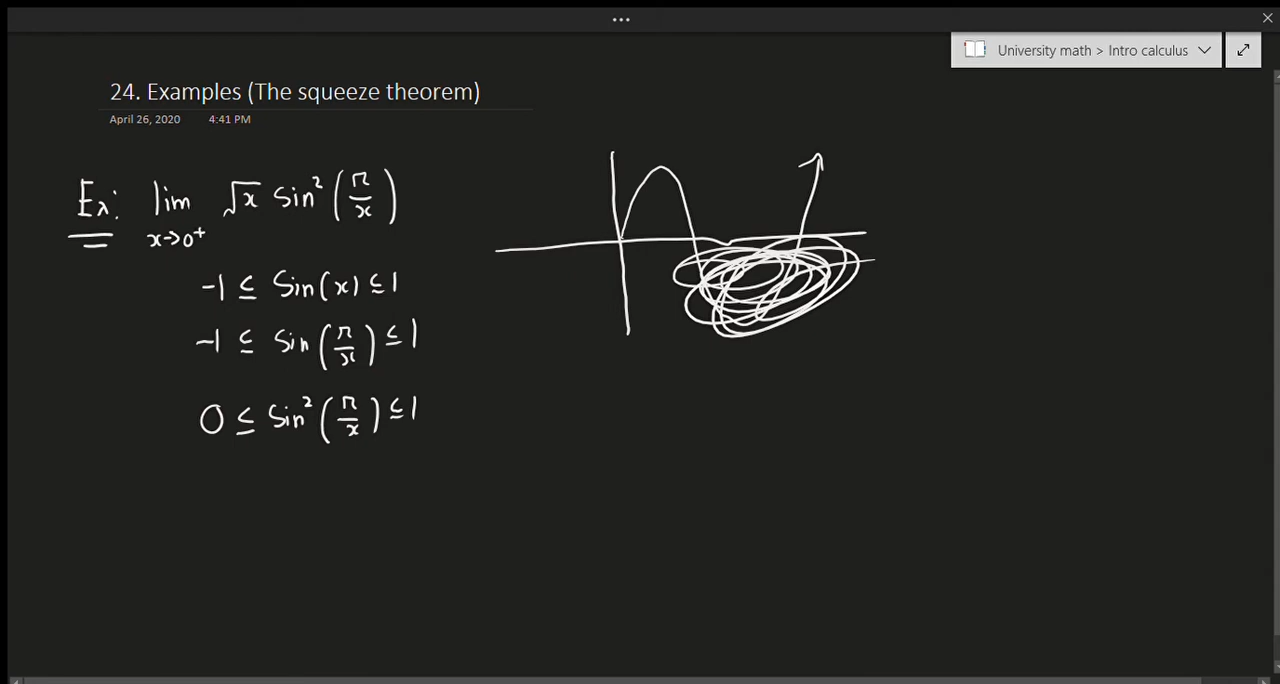 University math > Intro calculus
24. Examples (The squeeze theorem)
April 26, 2020 4:41 PM
Ex: lim x→0⁺ √x sin²(π/x)
-1 ≤ sin(x) ≤ 1
-1 ≤ sin(π/x) ≤ 1
0 ≤ sin²(π/x) ≤ 1